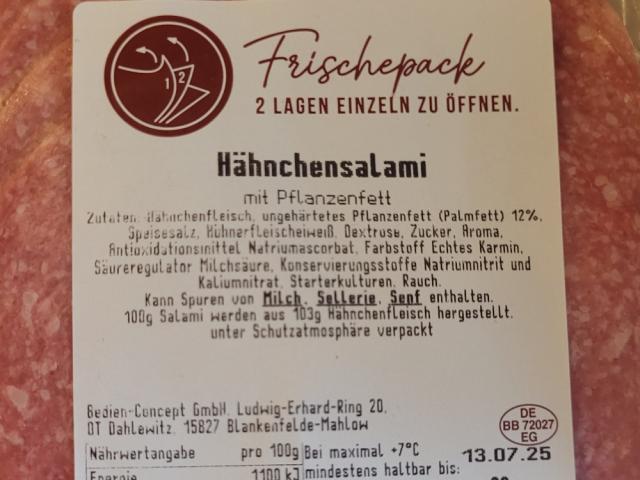 1 2
Frischepack
2 LAGEN EINZELN ZU ÖFFNEN.
Hähnchensalami
mit Pflanzenfett
Zutaten: Hähnchenfleisch, ungehärtetes Pflanzenfett (Palmfett) 12%,
Speisesalz, Hühnerfleischeiweiß, Dextrose, Zucker, Aroma,
Antioxidationsmittel Natriumascorbat, Farbstoff Echtes Karmin,
Säureregulator Milchsäure, Konservierungsstoffe Natriumnitrit und
Kaliumnitrat, Starterkulturen, Rauch.
Kann Spuren von Milch, Sellerie, Senf enthalten.
100g Salami werden aus 103g Hähnchenfleisch hergestellt.
unter Schutzatmosphäre verpackt
Bedien-Concept GmbH, Ludwig-Erhard-Ring 20,
OT Dahlewitz, 15827 Blankenfelde-Mahlow
DE
BB 72027
EG
Nährwertangabe pro 100g
Bei maximal +7°C
13.07.25
Energie 1100 kJ
mindestens haltbar bis: